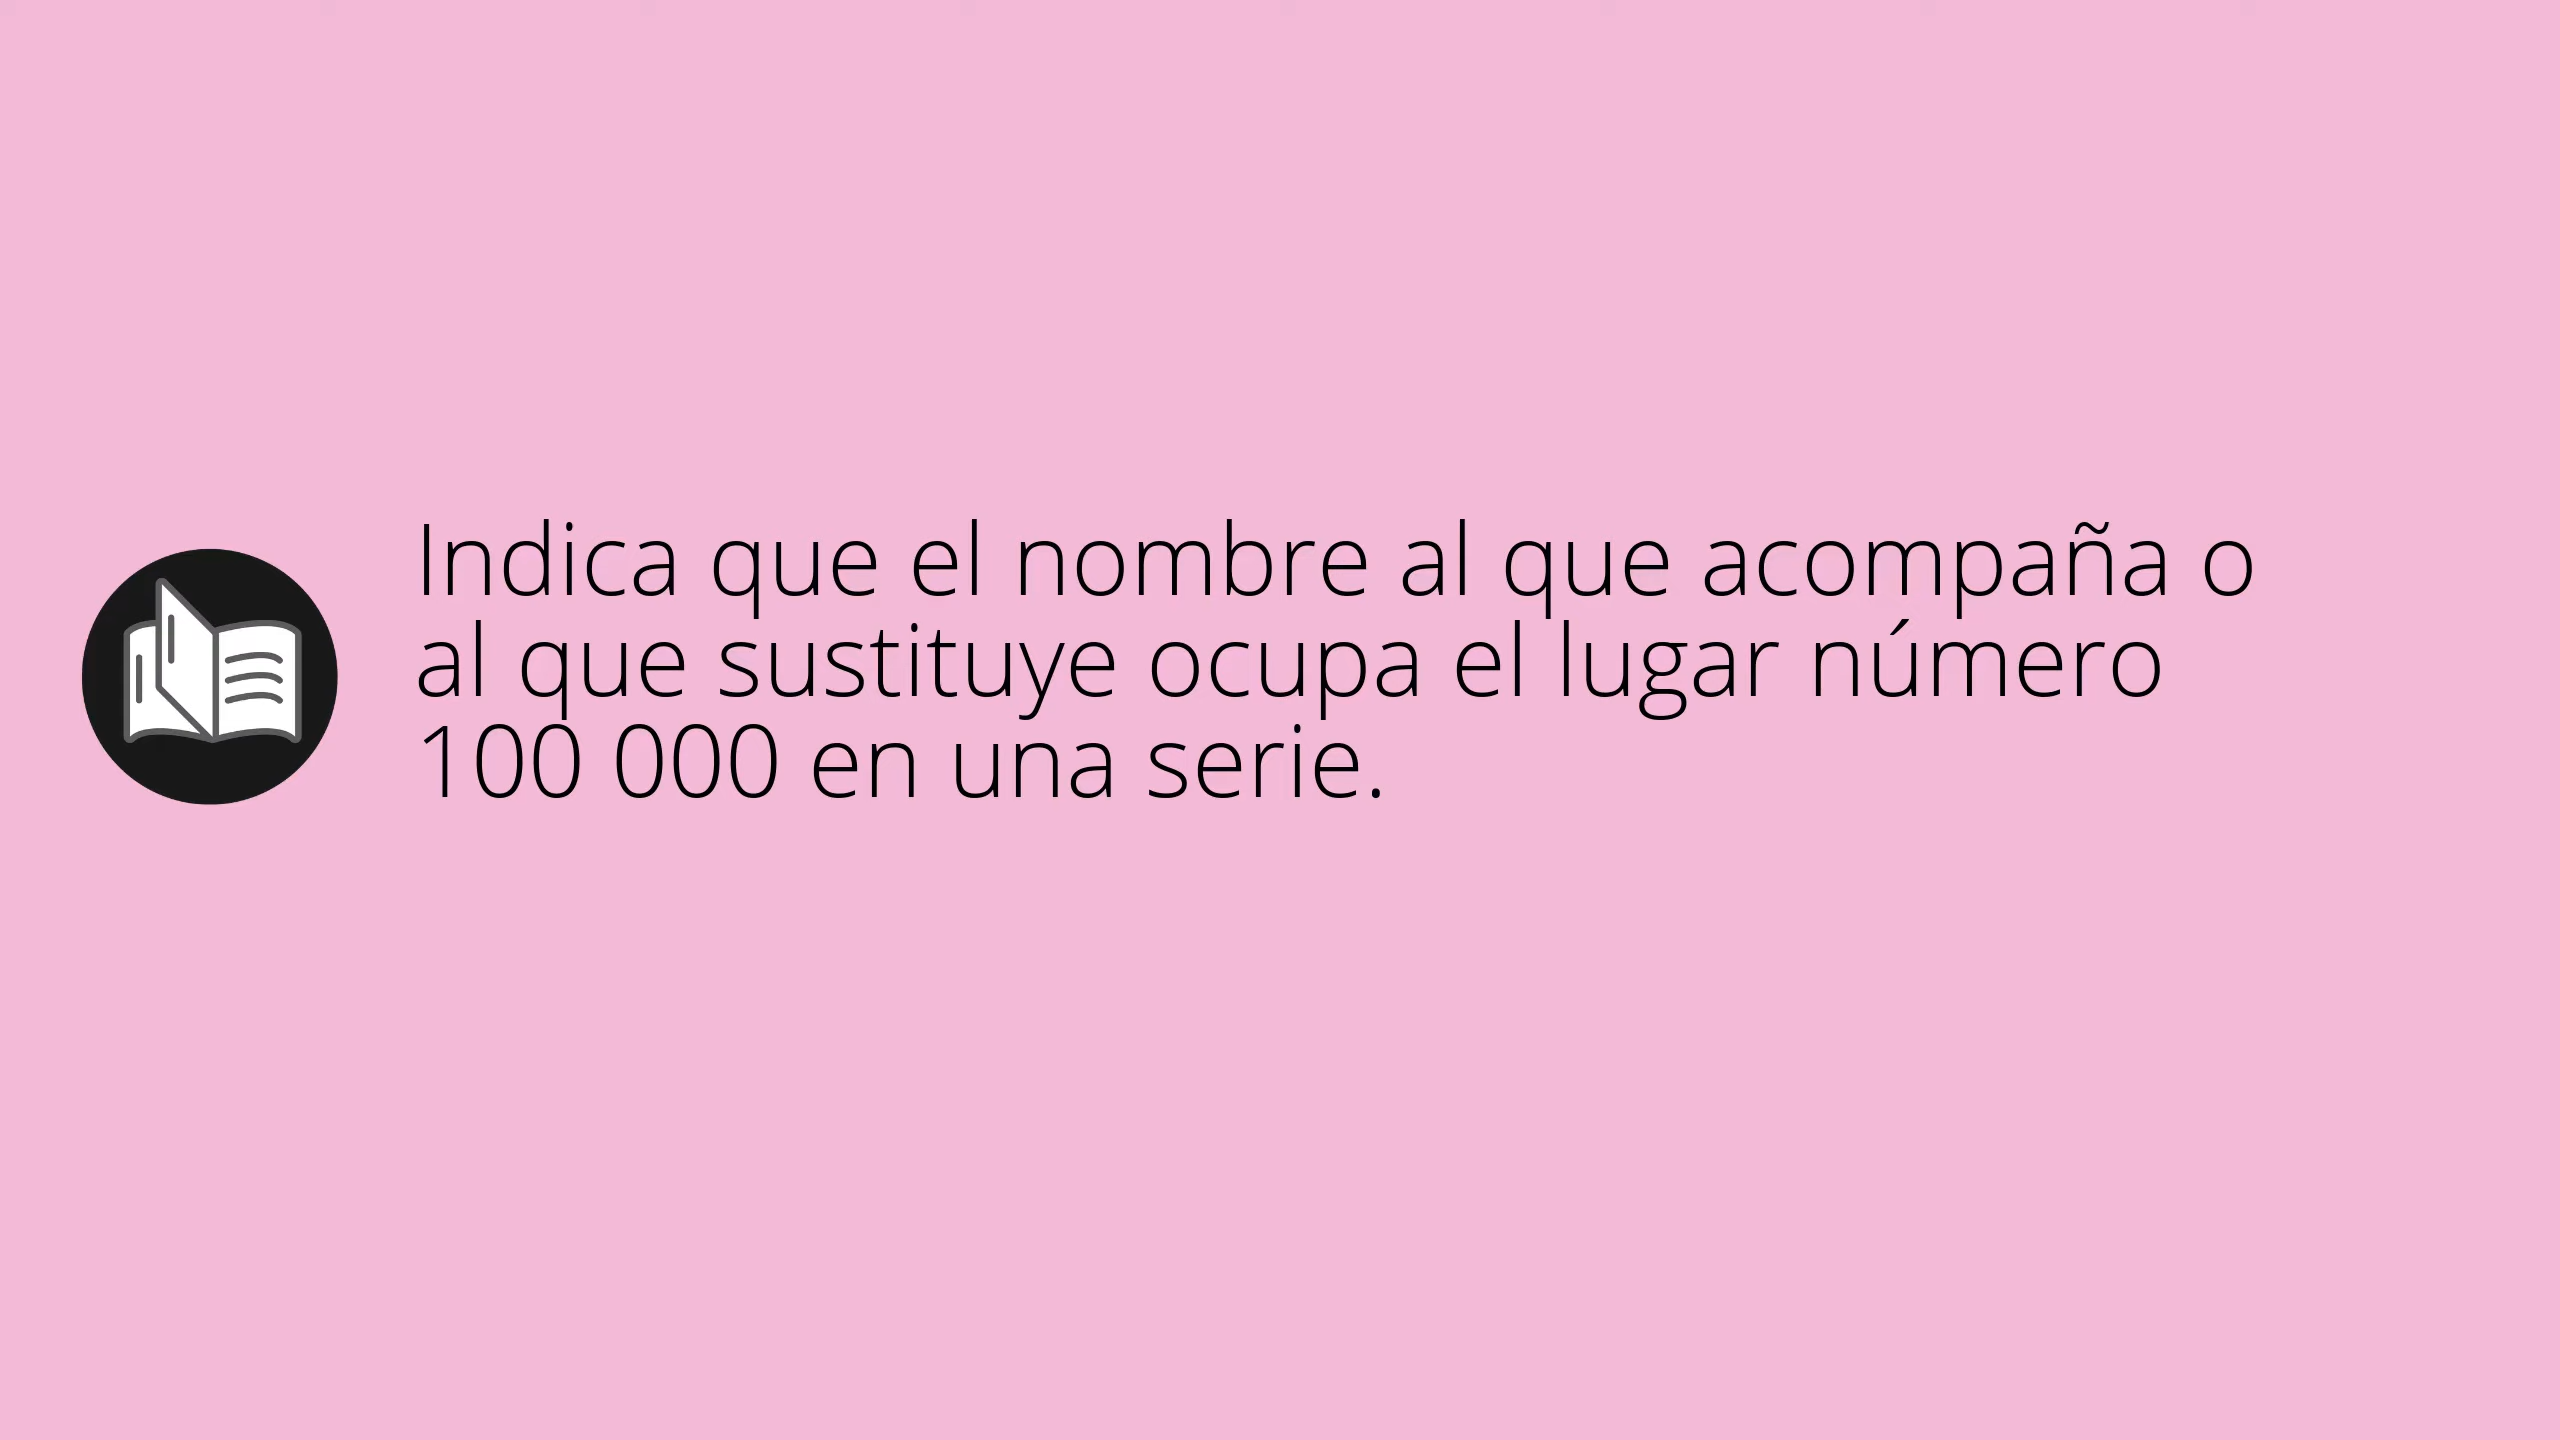 Indica que el nombre al que acompaña o
al que sustituye ocupa el lugar número
100 000 en una serie.